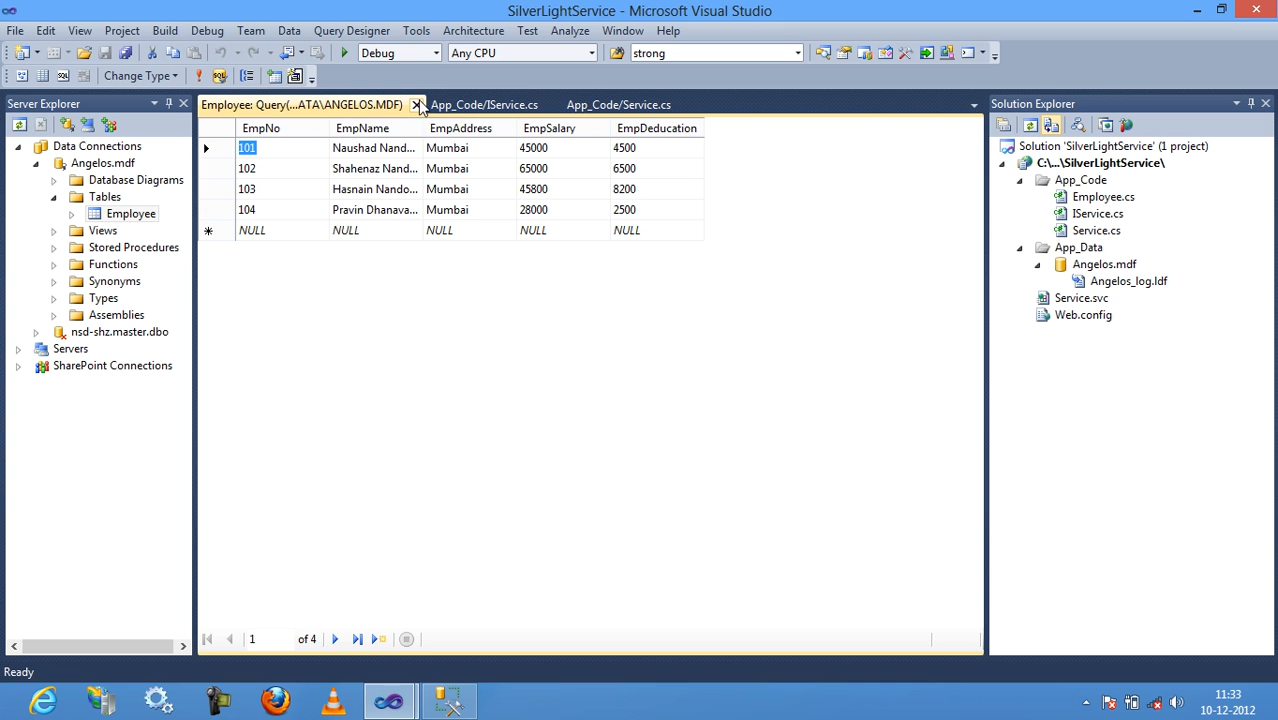 SilverLightService - Microsoft Visual Studio
File Edit View Project Build Debug Team Data Query Designer Tools Architecture Test Analyze Window Help
Debug Any CPU strong
Change Type
Server Explorer
Data Connections
Angelos.mdf
Database Diagrams
Tables
Employee
Views
Stored Procedures
Functions
Synonyms
Types
Assemblies
nsd-shz.master.dbo
Servers
SharePoint Connections
Employee: Query(...ATA\ANGELOS.MDF) App_Code/IService.cs App_Code/Service.cs
EmpNo EmpName EmpAddress EmpSalary EmpDeducation
101 Naushad Nand... Mumbai 45000 4500
102 Shahenaz Nand... Mumbai 65000 6500
103 Hasnain Nando... Mumbai 45800 8200
104 Pravin Dhanava... Mumbai 28000 2500
NULL NULL NULL NULL NULL
1 of 4
Solution Explorer
Solution 'SilverLightService' (1 project)
C:\...\SilverLightService\
App_Code
Employee.cs
IService.cs
Service.cs
App_Data
Angelos.mdf
Angelos_log.ldf
Service.svc
Web.config
Ready
11:33
10-12-2012